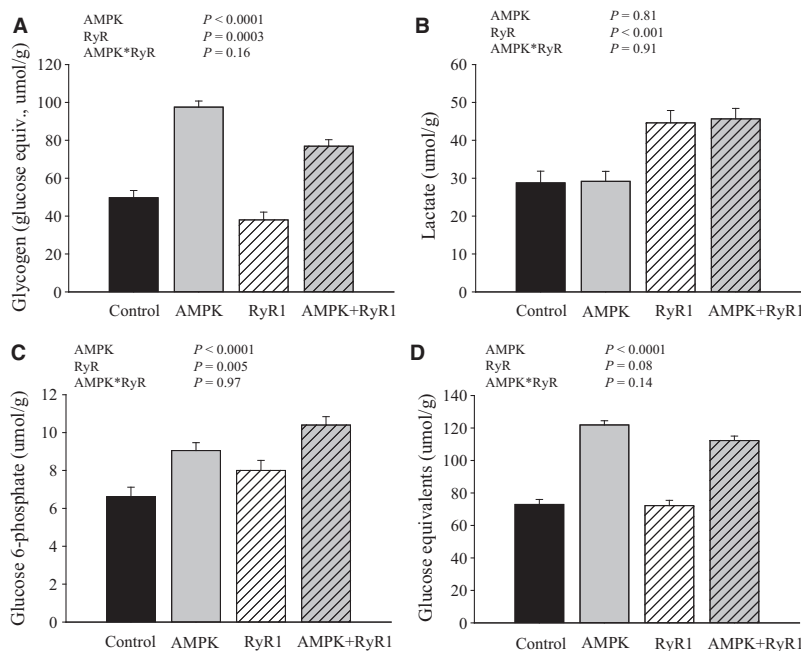 A
AMPK P < 0.0001
RyR P = 0.0003
AMPK*RyR P = 0.16
Glycogen (glucose equiv., umol/g)
120
100
80
60
40
20
0
Control AMPK RyR1 AMPK+RyR1
B
AMPK P = 0.81
RyR P < 0.001
AMPK*RyR P = 0.91
Lactate (umol/g)
60
50
40
30
20
10
0
Control AMPK RyR1 AMPK+RyR1
C
AMPK P < 0.0001
RyR P = 0.005
AMPK*RyR P = 0.97
Glucose 6-phosphate (umol/g)
12
10
8
6
4
2
0
Control AMPK RyR1 AMPK+RyR1
D
AMPK P < 0.0001
RyR P = 0.08
AMPK*RyR P = 0.14
Glucose equivalents (umol/g)
140
120
100
80
60
40
20
0
Control AMPK RyR1 AMPK+RyR1